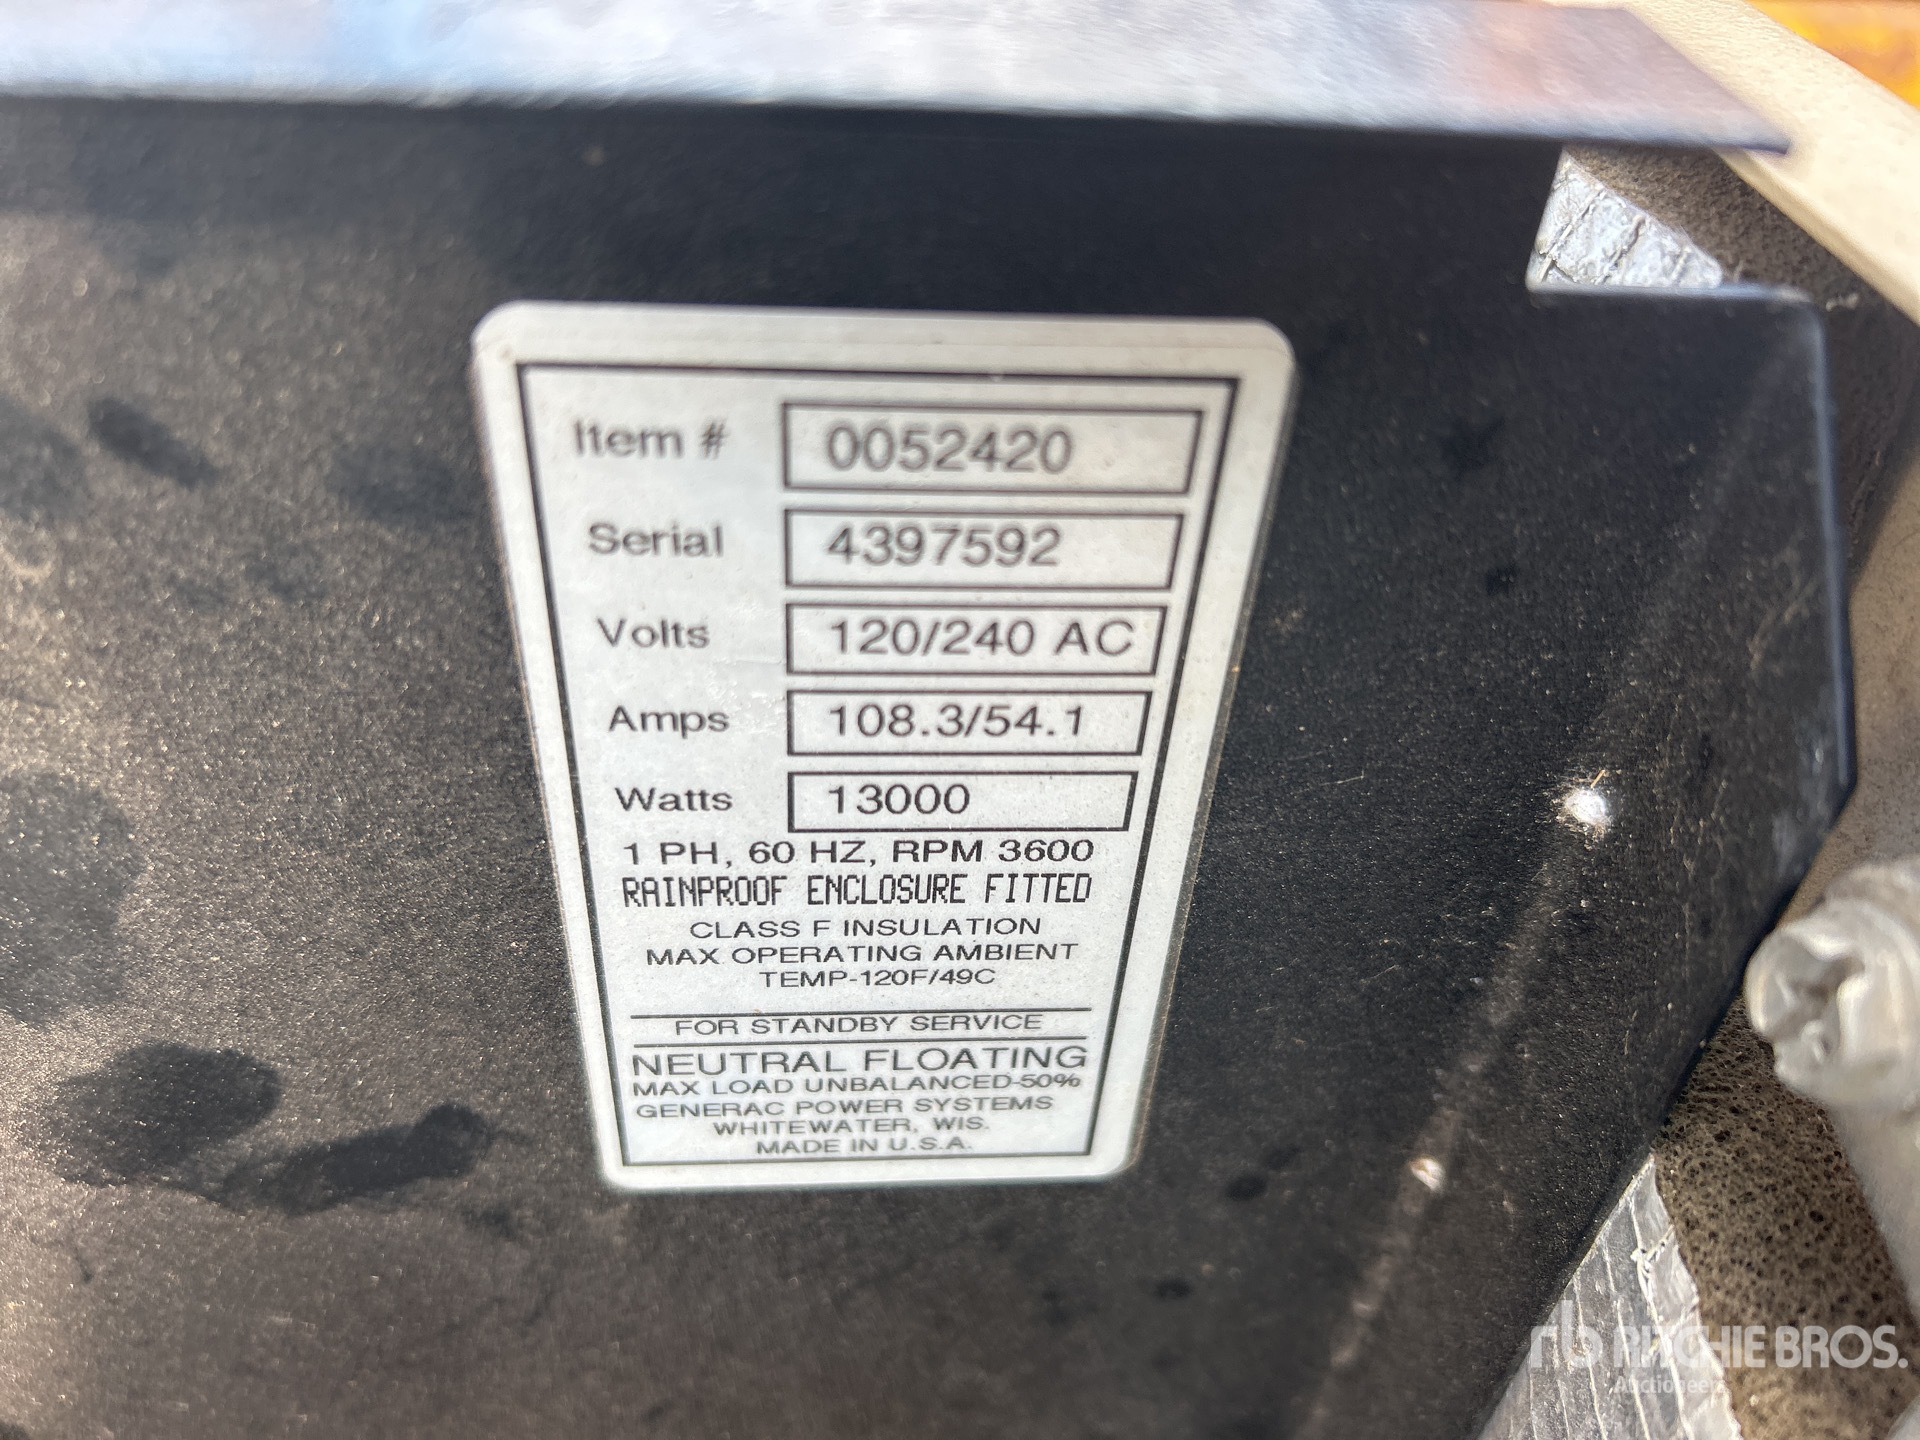 Item # 0052420
Serial 4397592
Volts 120/240 AC
Amps 108.3/54.1
Watts 13000
1 PH, 60 HZ, RPM 3600
RAINPROOF ENCLOSURE FITTED
CLASS F INSULATION
MAX OPERATING AMBIENT
TEMP-120F/49C
FOR STANDBY SERVICE
NEUTRAL FLOATING
MAX LOAD UNBALANCED-50%
GENERAC POWER SYSTEMS
WHITEWATER, WIS.
MADE IN U.S.A.
rb RITCHIE BROS.
Auctioneers